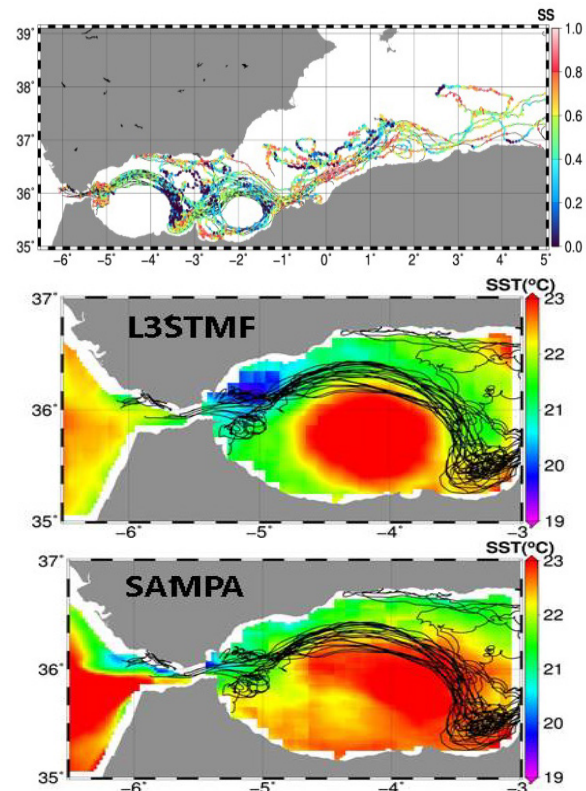 SS
39° 38° 37° 36° 35°
1.0 0.8 0.6 0.4 0.2 0.0
−6° −5° −4° −3° −2° −1° 0° 1° 2° 3° 4° 5°
SST(°C)
L3STMF
37° 36° 35°
23 22 21 20 19
−6° −5° −4° −3°
SST(°C)
SAMPA
37° 36° 35°
23 22 21 20 19
−6° −5° −4° −3